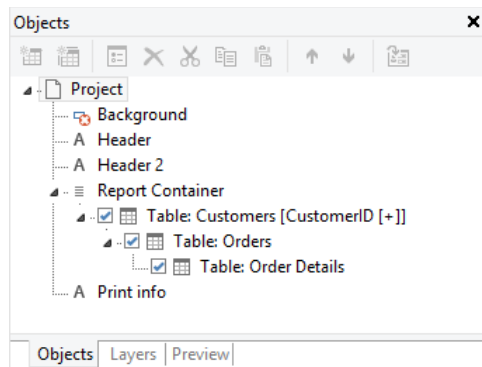 Objects
Project
Background
A Header
A Header 2
Report Container
Table: Customers [CustomerID [+]]
Table: Orders
Table: Order Details
A Print info
Objects Layers Preview